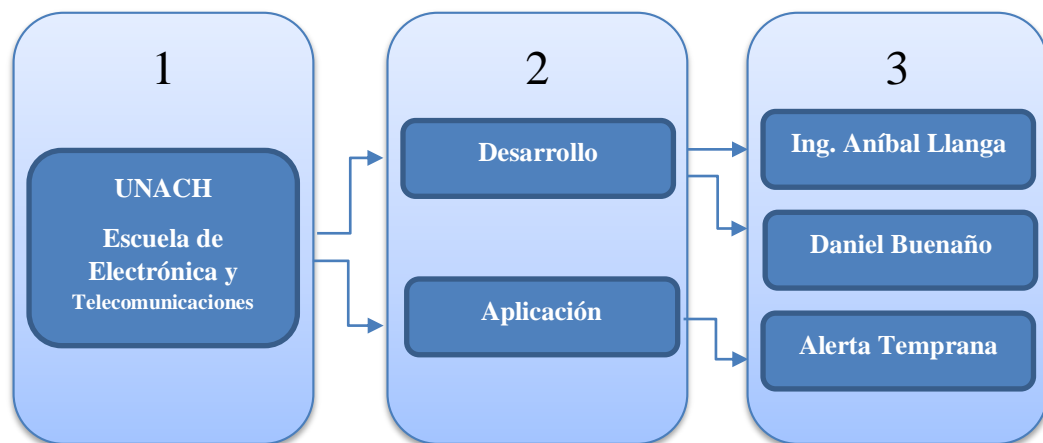 1
UNACH
Escuela de
Electrónica y
Telecomunicaciones
2
Desarrollo
Aplicación
3
Ing. Aníbal Llanga
Daniel Buenaño
Alerta Temprana